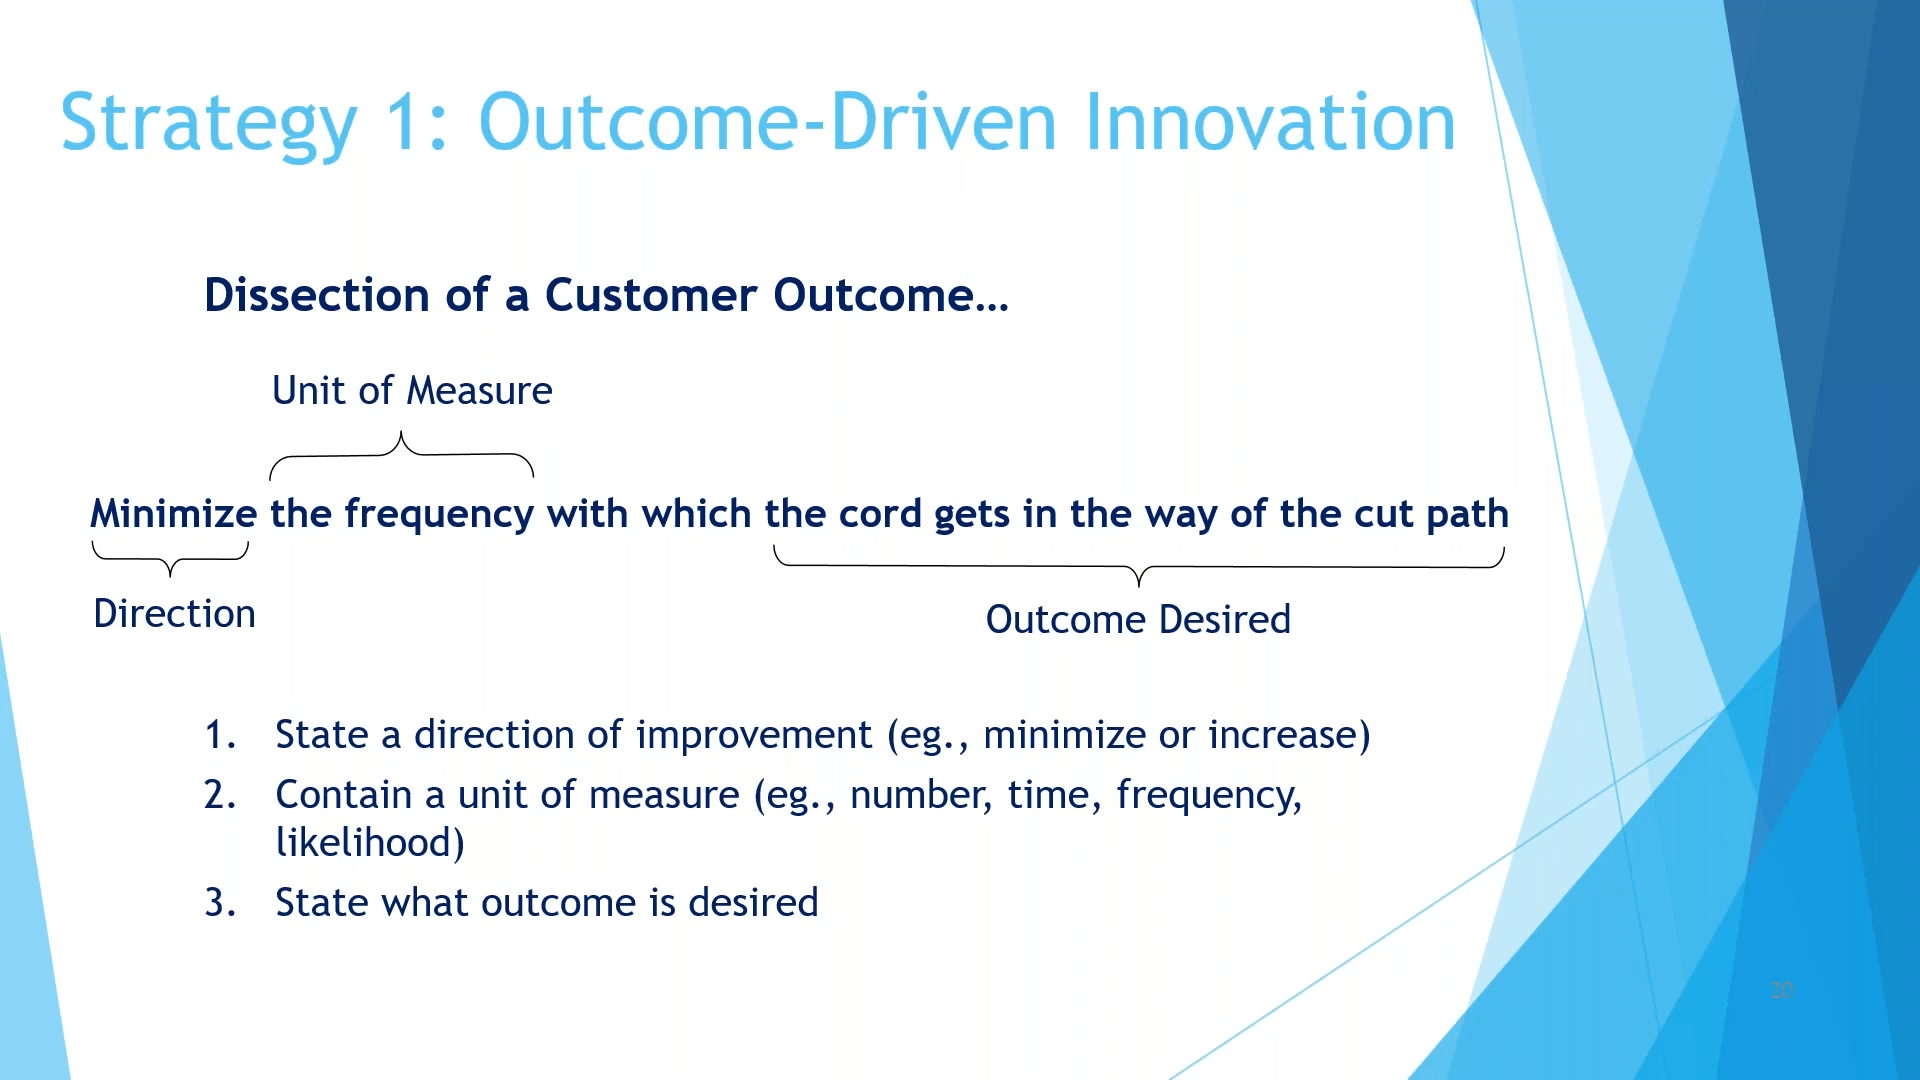 Strategy 1: Outcome-Driven Innovation
Dissection of a Customer Outcome…
Unit of Measure
Minimize the frequency with which the cord gets in the way of the cut path
Direction
Outcome Desired
1. State a direction of improvement (eg., minimize or increase)
2. Contain a unit of measure (eg., number, time, frequency,
likelihood)
3. State what outcome is desired
20